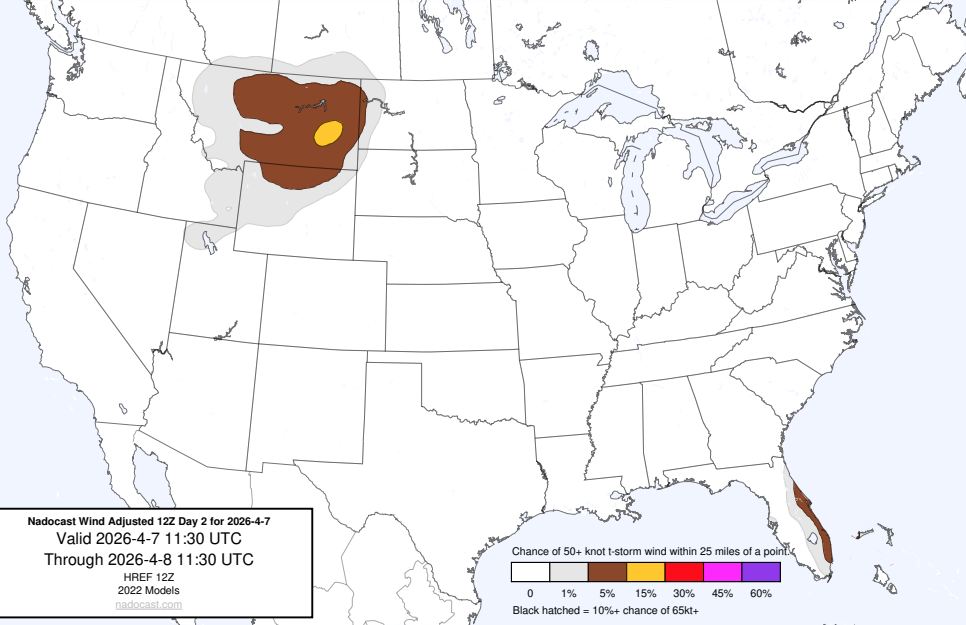 Nadocast Wind Adjusted 12Z Day 2 for 2026-4-7
Valid 2026-4-7 11:30 UTC
Through 2026-4-8 11:30 UTC
HREF 12Z
2022 Models
nadocast.com
Chance of 50+ knot t-storm wind within 25 miles of a point.
0 1% 5% 15% 30% 45% 60%
Black hatched = 10%+ chance of 65kt+